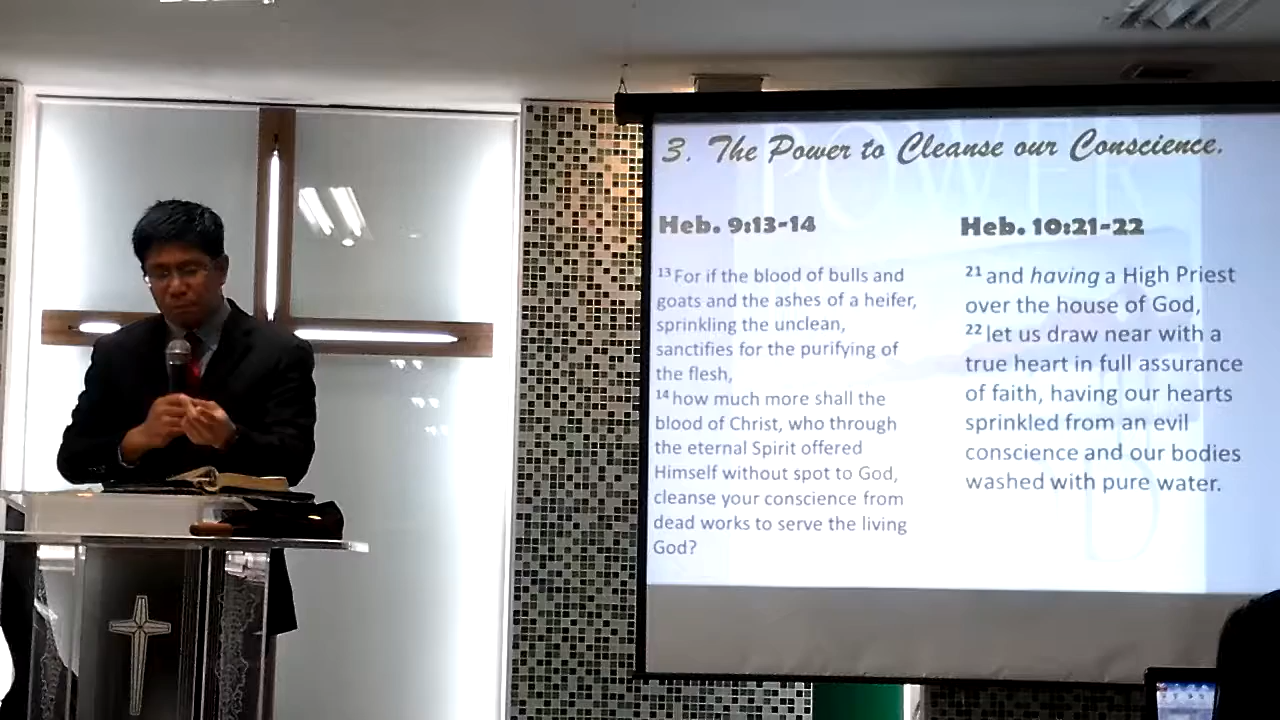 3. The Power to Cleanse our Conscience.
POWER
Heb. 9:13-14
13 For if the blood of bulls and
goats and the ashes of a heifer,
sprinkling the unclean,
sanctifies for the purifying of
the flesh,
14 how much more shall the
blood of Christ, who through
the eternal Spirit offered
Himself without spot to God,
cleanse your conscience from
dead works to serve the living
God?
Heb. 10:21-22
21 and having a High Priest
over the house of God,
22 let us draw near with a
true heart in full assurance
of faith, having our hearts
sprinkled from an evil
conscience and our bodies
washed with pure water.